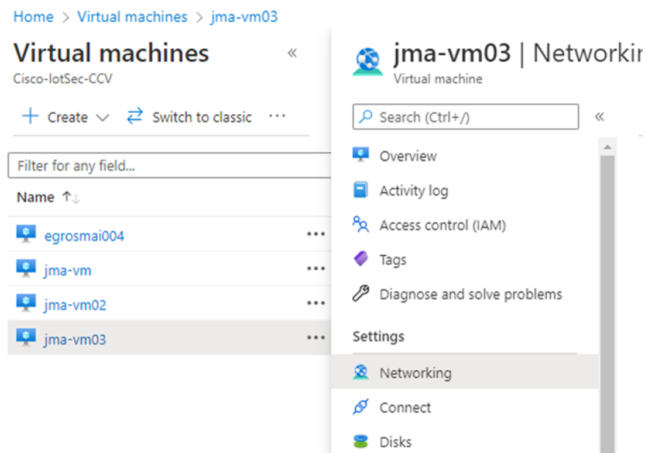 Home > Virtual machines > jma-vm03
Virtual machines
Cisco-IotSec-CCV
Create
Switch to classic
Filter for any field...
Name
egrosmai004
jma-vm
jma-vm02
jma-vm03
jma-vm03 | Networkin
Virtual machine
Search (Ctrl+/)
Overview
Activity log
Access control (IAM)
Tags
Diagnose and solve problems
Settings
Networking
Connect
Disks